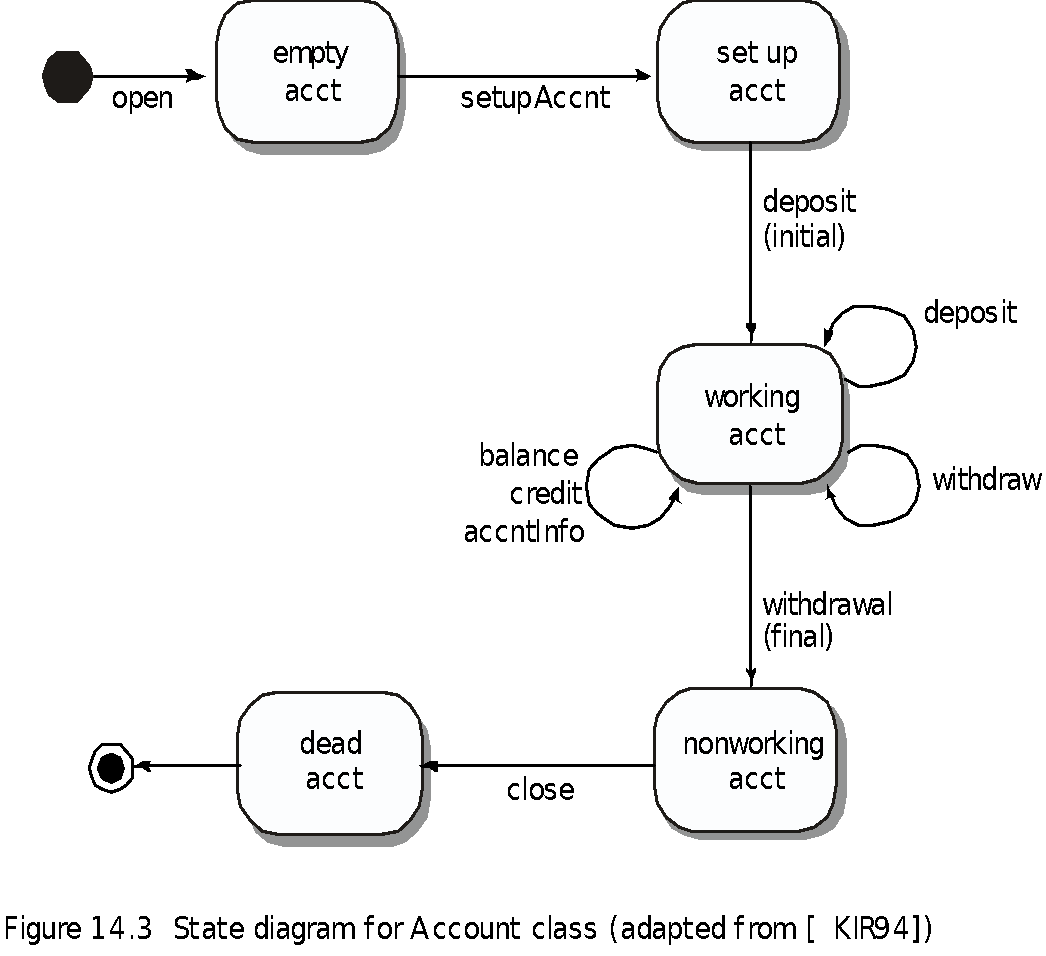 empty
acct
set up
acct
open
setupAccnt
deposit
(initial)
deposit
working
acct
balance
credit
accntInfo
withdraw
withdrawal
(final)
dead
acct
nonworking
acct
close
Figure 14.3 State diagram for Account class (adapted from [ KIR94])